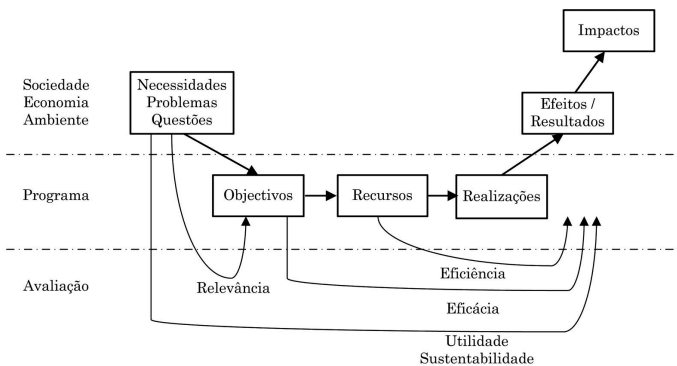 Impactos
Sociedade
Economia
Ambiente
Necessidades
Problemas
Questões
Efeitos /
Resultados
Programa
Objectivos
Recursos
Realizações
Avaliação
Relevância
Eficiência
Eficácia
Utilidade
Sustentabilidade